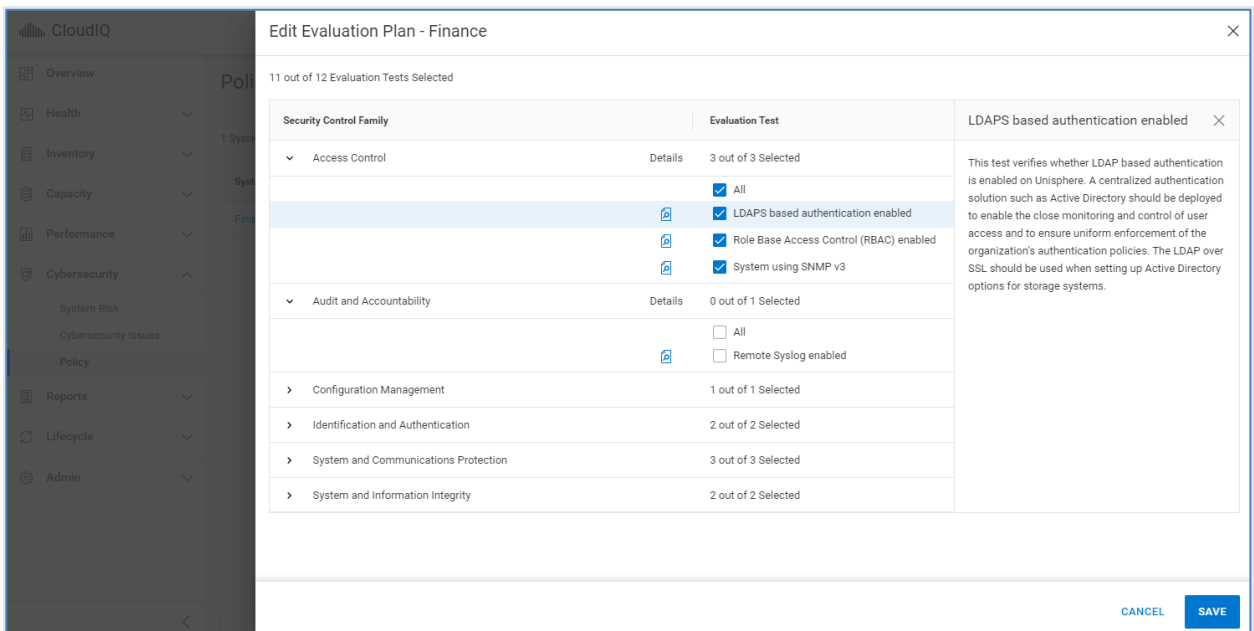 CloudIQ
Edit Evaluation Plan - Finance
Overview
Poli
11 out of 12 Evaluation Tests Selected
Health
Security Control Family
Evaluation Test
LDAPS based authentication enabled
1 Syste
Inventory
Access Control
Details
3 out of 3 Selected
This test verifies whether LDAP based authentication
is enabled on Unisphere. A centralized authentication
solution such as Active Directory should be deployed
to enable the close monitoring and control of user
access and to ensure uniform enforcement of the
organization's authentication policies. The LDAP over
SSL should be used when setting up Active Directory
options for storage systems.
Syst
Capacity
All
Fina
LDAPS based authentication enabled
Performance
Role Base Access Control (RBAC) enabled
Cybersecurity
System using SNMP v3
System Risk
Audit and Accountability
Details
0 out of 1 Selected
Cybersecurity Issues
All
Policy
Remote Syslog enabled
Reports
Configuration Management
1 out of 1 Selected
Lifecycle
Identification and Authentication
2 out of 2 Selected
System and Communications Protection
3 out of 3 Selected
Admin
System and Information Integrity
2 out of 2 Selected
CANCEL
SAVE